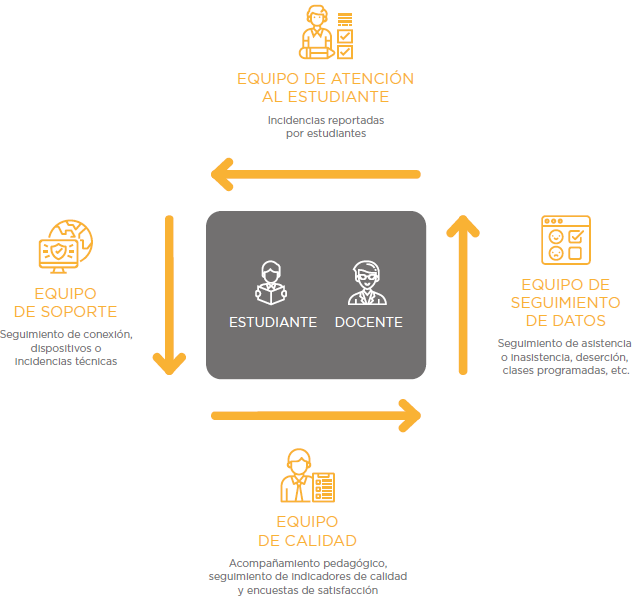 EQUIPO DE ATENCIÓN
AL ESTUDIANTE
Incidencias reportadas
por estudiantes
EQUIPO
DE SOPORTE
Seguimiento de conexión,
dispositivos o
incidencias técnicas
ESTUDIANTE
DOCENTE
EQUIPO DE
SEGUIMIENTO
DE DATOS
Seguimiento de asistencia
o inasistencia, deserción,
clases programadas, etc.
EQUIPO
DE CALIDAD
Acompañamiento pedagógico,
seguimiento de indicadores de calidad
y encuestas de satisfacción